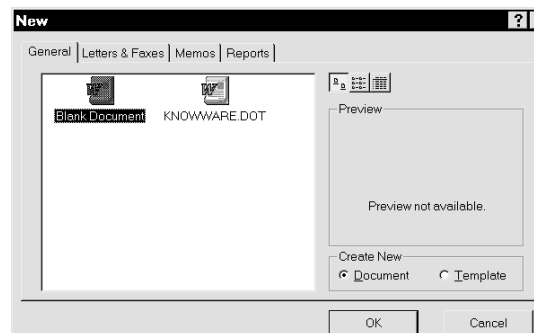 New
General Letters & Faxes Memos Reports
Blank Document KNOWWARE.DOT
Preview
Preview not available.
Create New
Document Template
OK Cancel